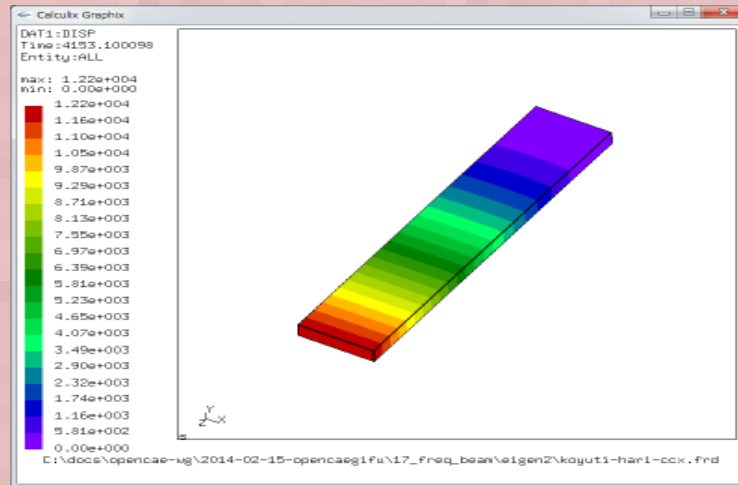 Calculix Graphix
DAT1:DISP
Time:4153.100098
Entity:ALL
max: 1.22e+004
min: 0.00e+000
1.22e+004
1.16e+004
1.10e+004
1.05e+004
9.87e+003
9.29e+003
8.71e+003
8.13e+003
7.55e+003
6.97e+003
6.39e+003
5.81e+003
5.23e+003
4.65e+003
4.07e+003
3.49e+003
2.90e+003
2.32e+003
1.74e+003
1.16e+003
5.81e+002
0.00e+000
Y
Z X
E:\docs\opencae-wg\2014-02-15-opencaegifu\17_freq_beam\eigen2\koyuti-hari-ccx.frd